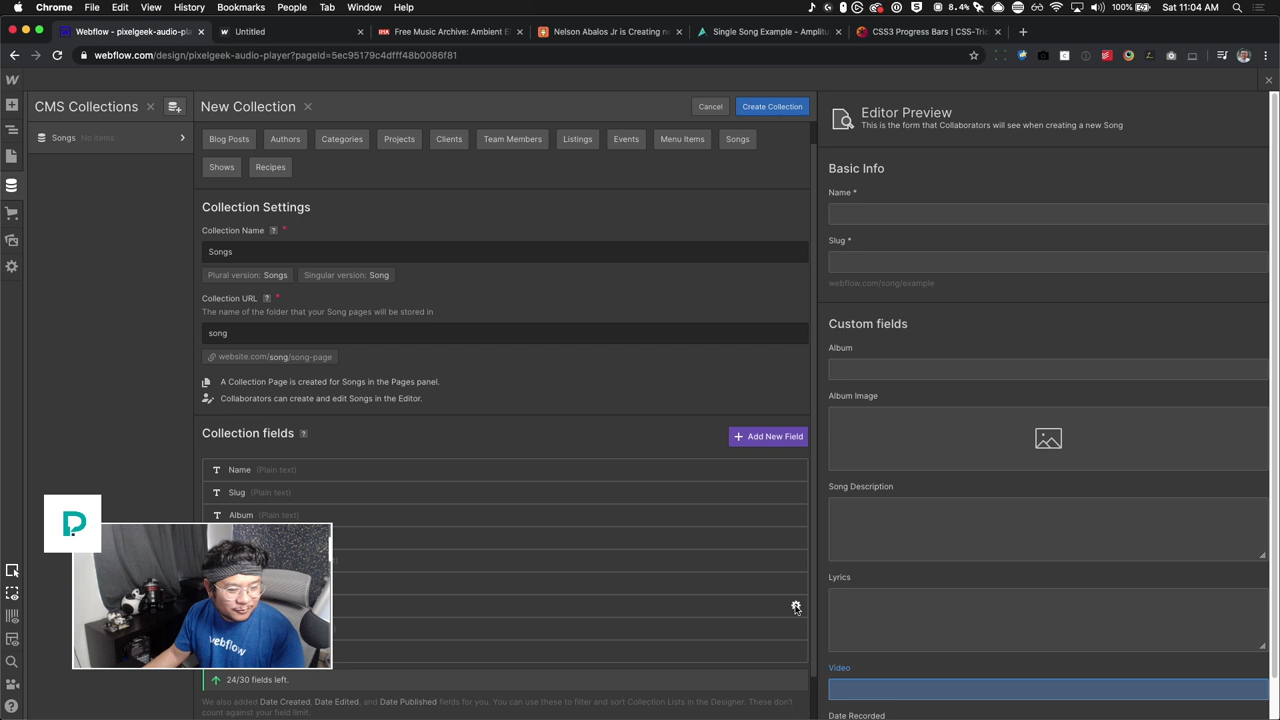 Chrome File Edit View History Bookmarks People Tab Window Help
8.4% 100% Sat 11:04 AM
Webflow - pixelgeek-audio-pla
Untitled
Free Music Archive: Ambient E
Nelson Abalos Jr is Creating ne
Single Song Example - Amplitu
CSS3 Progress Bars | CSS-Tric
webflow.com/design/pixelgeek-audio-player?pageId=5ec95179c4dfff48b0086f81
CMS Collections
New Collection
Cancel
Create Collection
Editor Preview
This is the form that Collaborators will see when creating a new Song
Songs No items
Blog Posts
Authors
Categories
Projects
Clients
Team Members
Listings
Events
Menu Items
Songs
Shows
Recipes
Collection Settings
Collection Name ? *
Songs
Plural version: Songs
Singular version: Song
Collection URL ? *
The name of the folder that your Song pages will be stored in
song
website.com/song/song-page
A Collection Page is created for Songs in the Pages panel.
Collaborators can create and edit Songs in the Editor.
Collection fields ?
+ Add New Field
Name (Plain text)
Slug (Plain text)
Album (Plain text)
24/30 fields left.
We also added Date Created, Date Edited, and Date Published fields for you. You can use these to filter and sort Collection Lists in the Designer. These don't
count against your field limit.
Basic Info
Name *
Slug *
webflow.com/song/example
Custom fields
Album
Album Image
Song Description
Lyrics
Video
Date Recorded
webflow